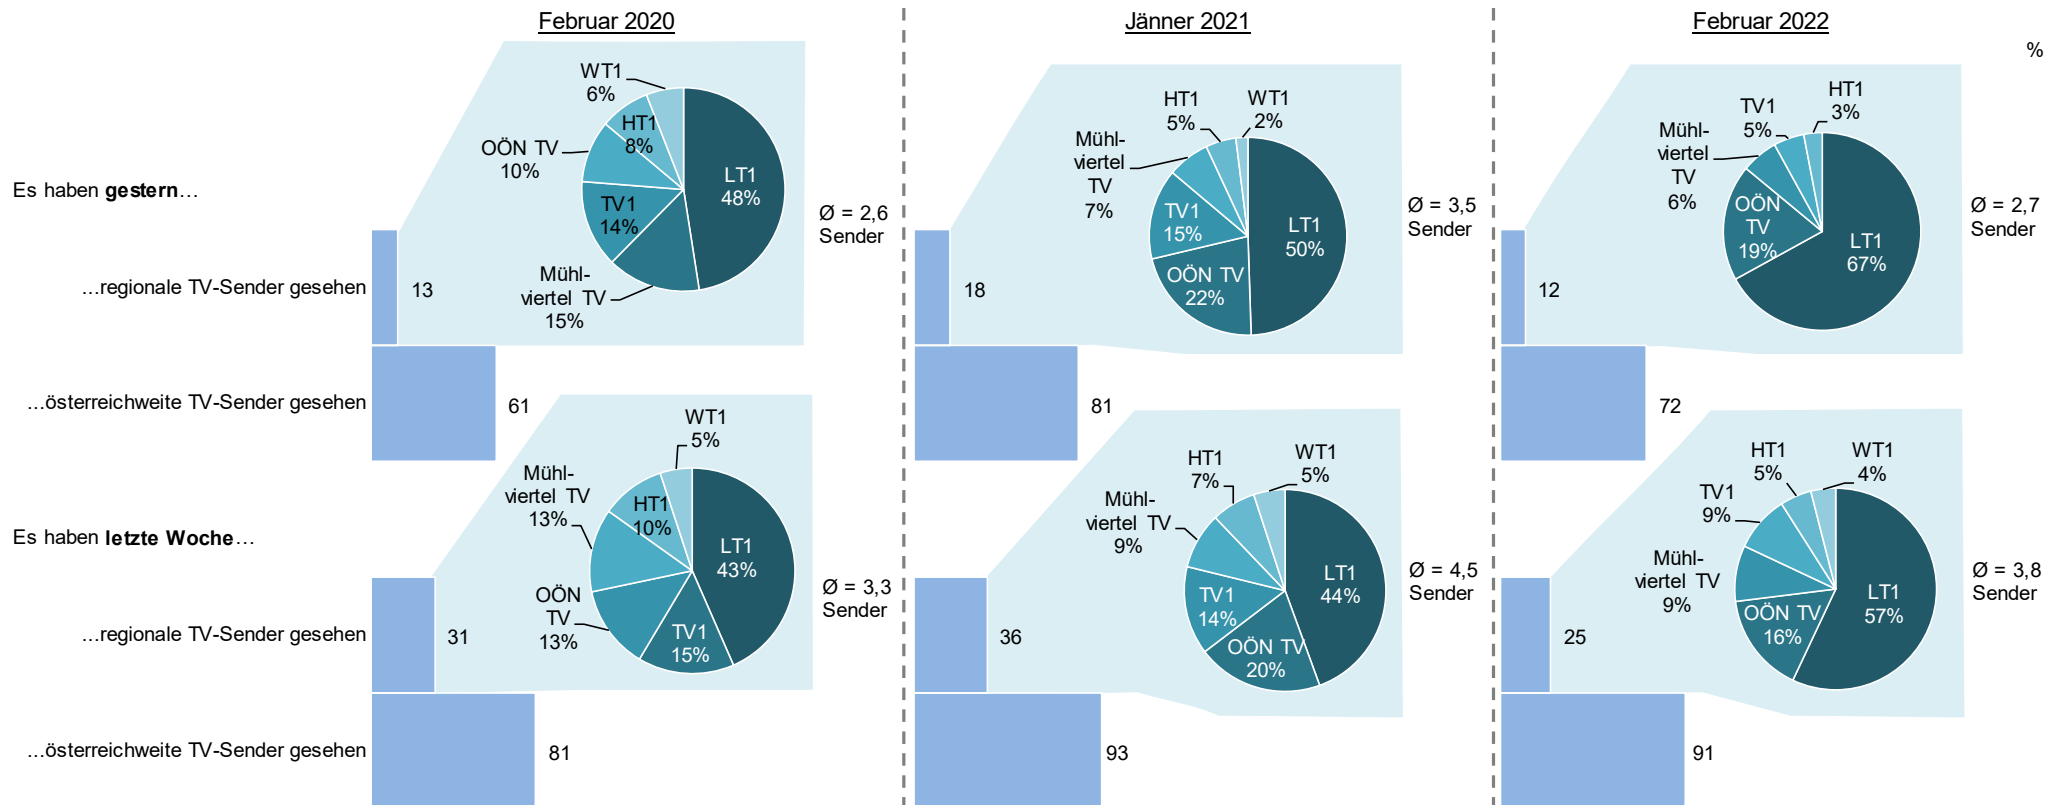 Februar 2020
Jänner 2021
Februar 2022
%
Es haben gestern...
...regionale TV-Sender gesehen
...österreichweite TV-Sender gesehen
13
61
WT1
6%
HT1
8%
OÖN TV
10%
TV1
14%
Mühl-
viertel TV
15%
LT1
48%
Ø = 2,6
Sender
18
81
HT1
5%
WT1
2%
Mühl-
viertel
TV
7%
TV1
15%
OÖN TV
22%
LT1
50%
Ø = 3,5
Sender
12
72
TV1
5%
HT1
3%
Mühl-
viertel
TV
6%
OÖN
TV
19%
LT1
67%
Ø = 2,7
Sender
Es haben letzte Woche...
...regionale TV-Sender gesehen
...österreichweite TV-Sender gesehen
31
81
WT1
5%
Mühl-
viertel TV
13%
HT1
10%
OÖN
TV
13%
TV1
15%
LT1
43%
Ø = 3,3
Sender
36
93
HT1
7%
WT1
5%
Mühl-
viertel TV
9%
TV1
14%
OÖN TV
20%
LT1
44%
Ø = 4,5
Sender
25
91
HT1
5%
WT1
4%
TV1
9%
Mühl-
viertel TV
9%
OÖN TV
16%
LT1
57%
Ø = 3,8
Sender